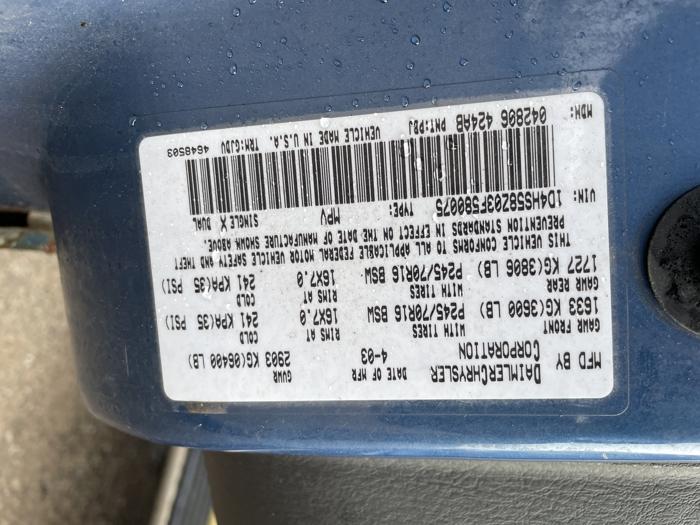 MFD BY DAIMLERCHRYSLER DATE OF MFR GVWR
CORPORATION 4-03 2903 KG(06400 LB)
GAWR FRONT WITH TIRES RIMS AT COLD
1633 KG(3600 LB) P245/70R16 BSW 16X7.0 241 KPA(35 PSI)
GAWR REAR WITH TIRES RIMS AT COLD
1727 KG(3806 LB) P245/70R16 BSW 16X7.0 241 KPA(35 PSI)
THIS VEHICLE CONFORMS TO ALL APPLICABLE FEDERAL MOTOR VEHICLE SAFETY AND THEFT
PREVENTION STANDARDS IN EFFECT ON THE DATE OF MANUFACTURE SHOWN ABOVE.
VIN: 1D4HS58Z03F580075 TYPE: MPV SINGLE X DUAL
MDH: 042806 424AB PNT:PBJ VEHICLE MADE IN U.S.A. TRM:GJDV 4648503